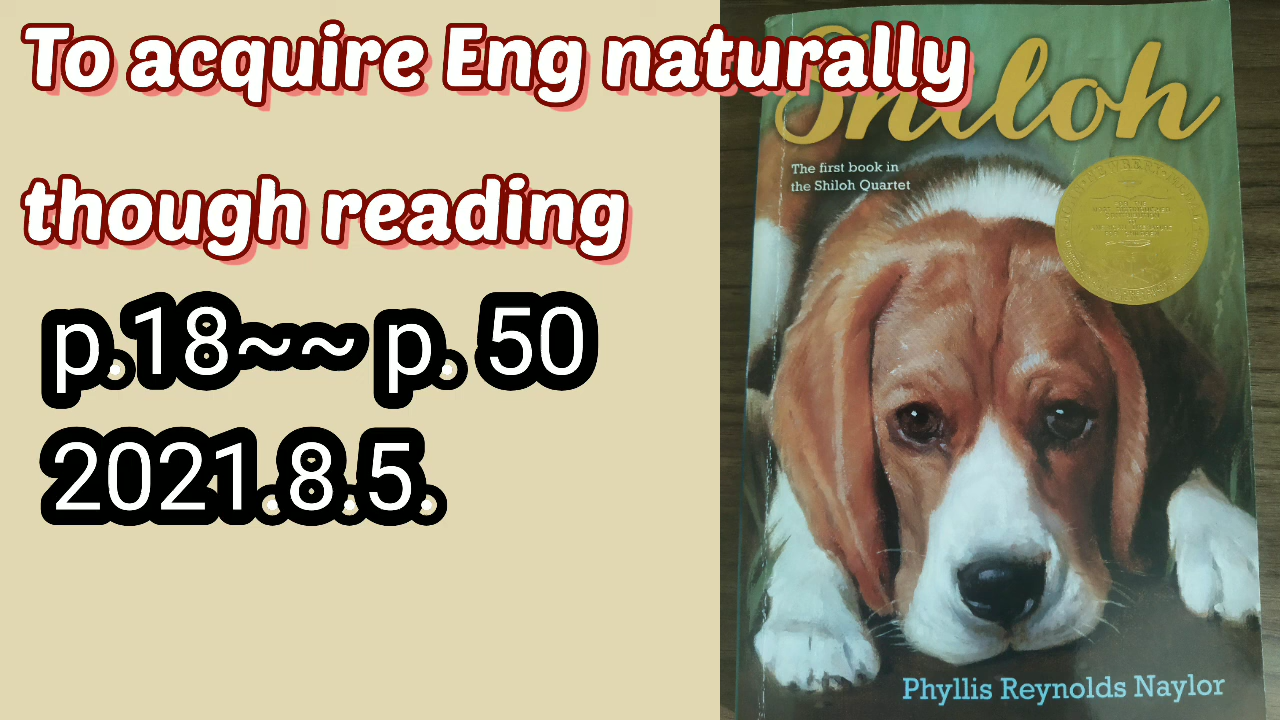 To acquire Eng naturally
though reading
p.18~~ p. 50
2021.8.5.
Shiloh
The first book in
the Shiloh Quartet
Phyllis Reynolds Naylor